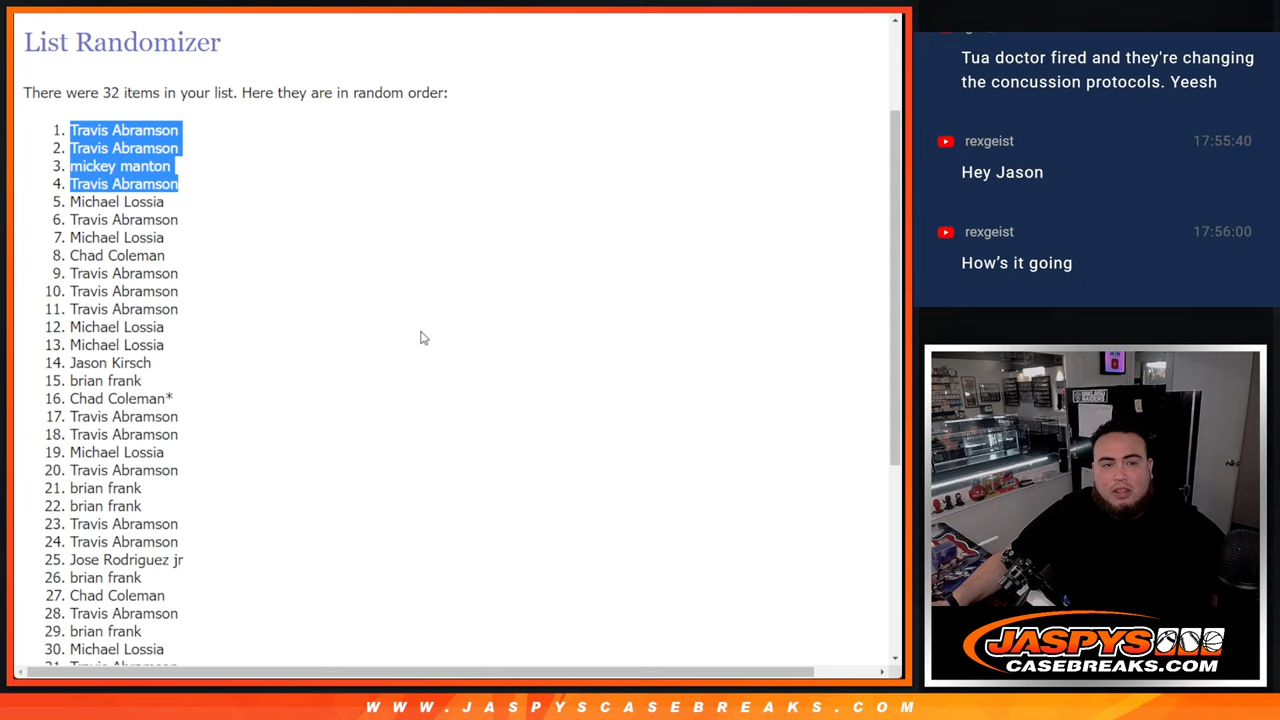 List Randomizer
There were 32 items in your list. Here they are in random order:
1. Travis Abramson
2. Travis Abramson
3. mickey manton
4. Travis Abramson
5. Michael Lossia
6. Travis Abramson
7. Michael Lossia
8. Chad Coleman
9. Travis Abramson
10. Travis Abramson
11. Travis Abramson
12. Michael Lossia
13. Michael Lossia
14. Jason Kirsch
15. brian frank
16. Chad Coleman*
17. Travis Abramson
18. Travis Abramson
19. Michael Lossia
20. Travis Abramson
21. brian frank
22. brian frank
23. Travis Abramson
24. Travis Abramson
25. Jose Rodriguez jr
26. brian frank
27. Chad Coleman
28. Travis Abramson
29. brian frank
30. Michael Lossia
31. Travis Abramson
Tua doctor fired and they're changing
the concussion protocols. Yeesh
rexgeist 17:55:40
Hey Jason
rexgeist 17:56:00
How's it going
JASPYS
CASEBREAKS.COM
WWW.JASPYSCASEBREAKS.COM